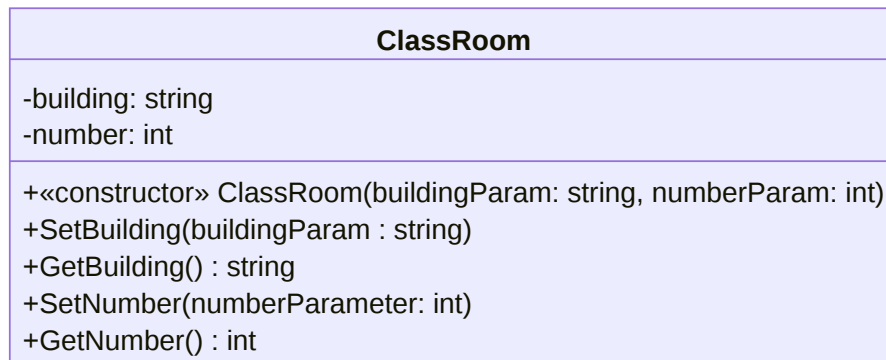 ClassRoom
-building: string
-number: int
+«constructor» ClassRoom(buildingParam: string, numberParam: int)
+SetBuilding(buildingParam : string)
+GetBuilding() : string
+SetNumber(numberParameter: int)
+GetNumber() : int